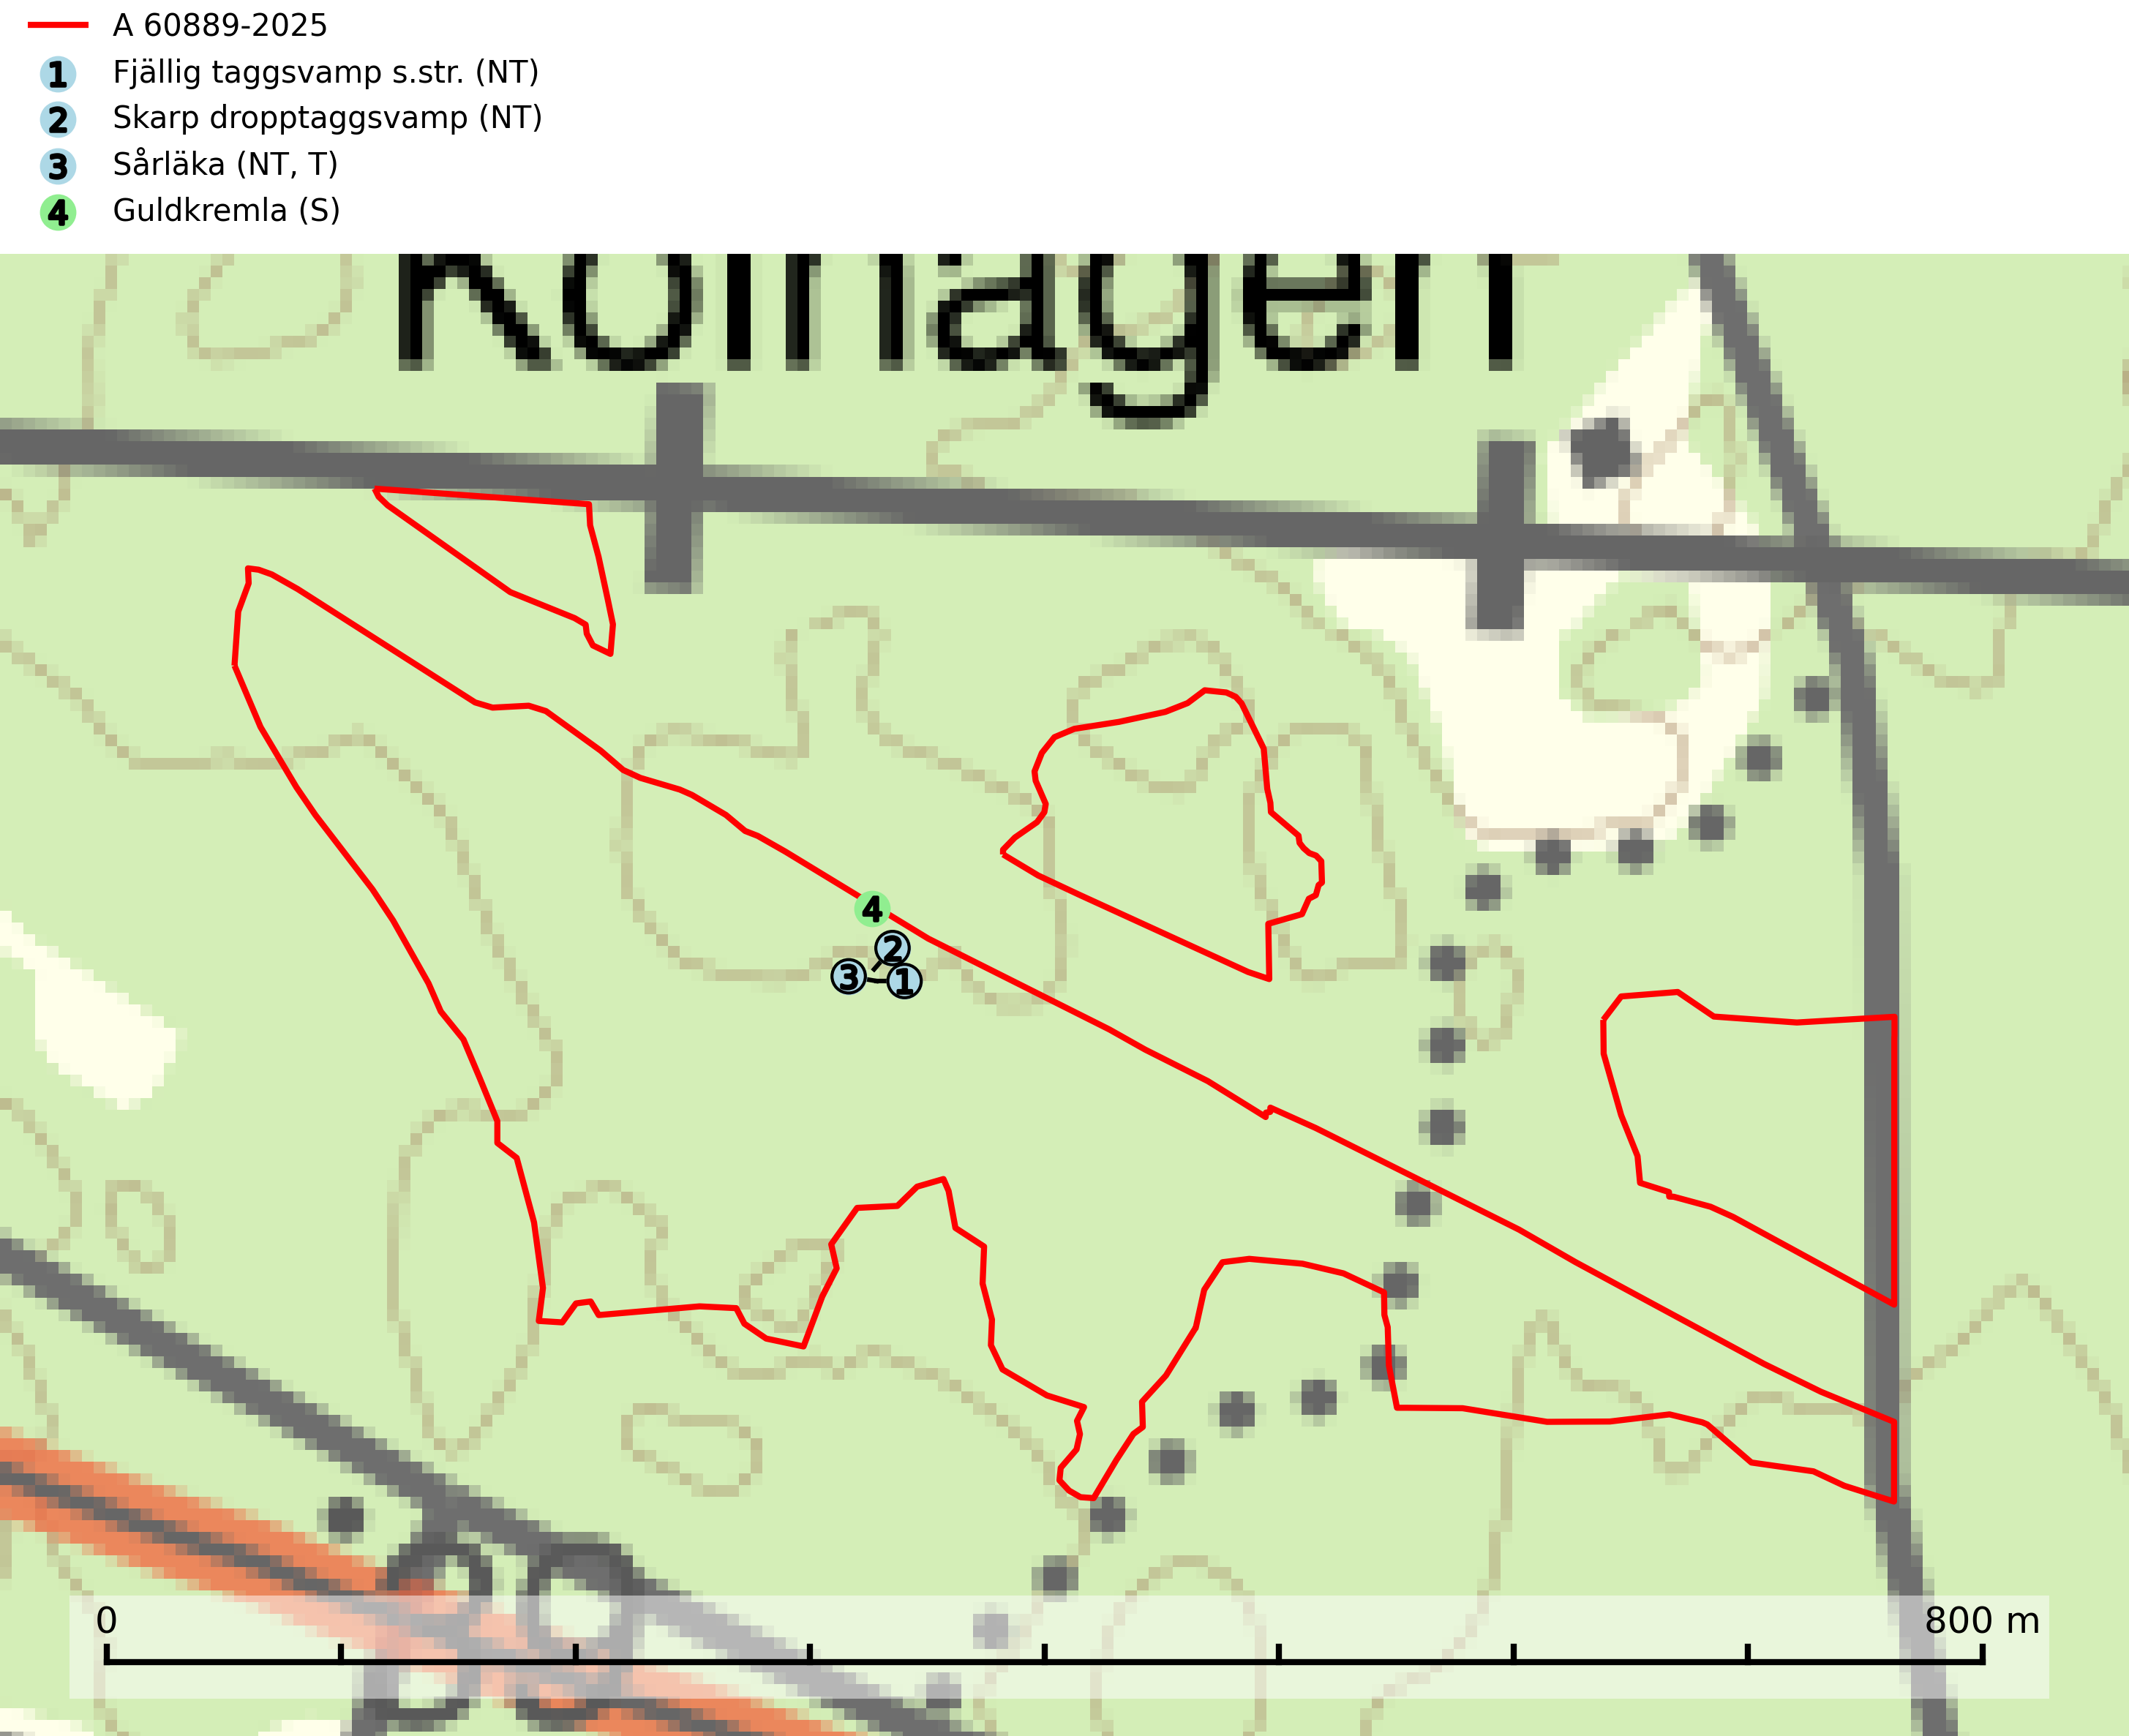 A 60889-2025
1 Fjällig taggsvamp s.str. (NT)
2 Skarp dropptaggsvamp (NT)
3 Sårläka (NT, T)
4 Guldkremla (S)
4
2
3 1
0 800 m